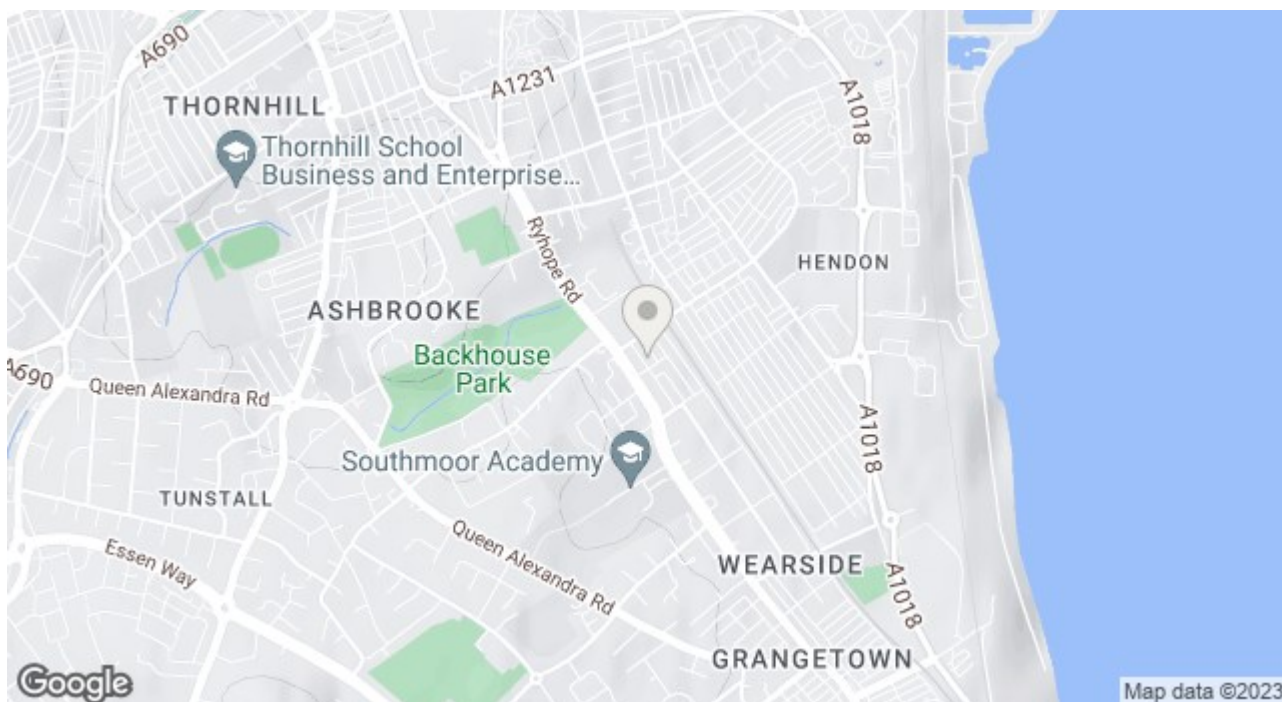 A690
A1231
THORNHILL
Thornhill School
Business and Enterprise...
A1018
Ryhope Rd
HENDON
ASHBROOKE
Backhouse
Park
A690
Queen Alexandra Rd
A1018
Southmoor Academy
TUNSTALL
Queen Alexandra Rd
Essen Way
WEARSIDE
A1018
GRANGETOWN
Google
Map data ©2023